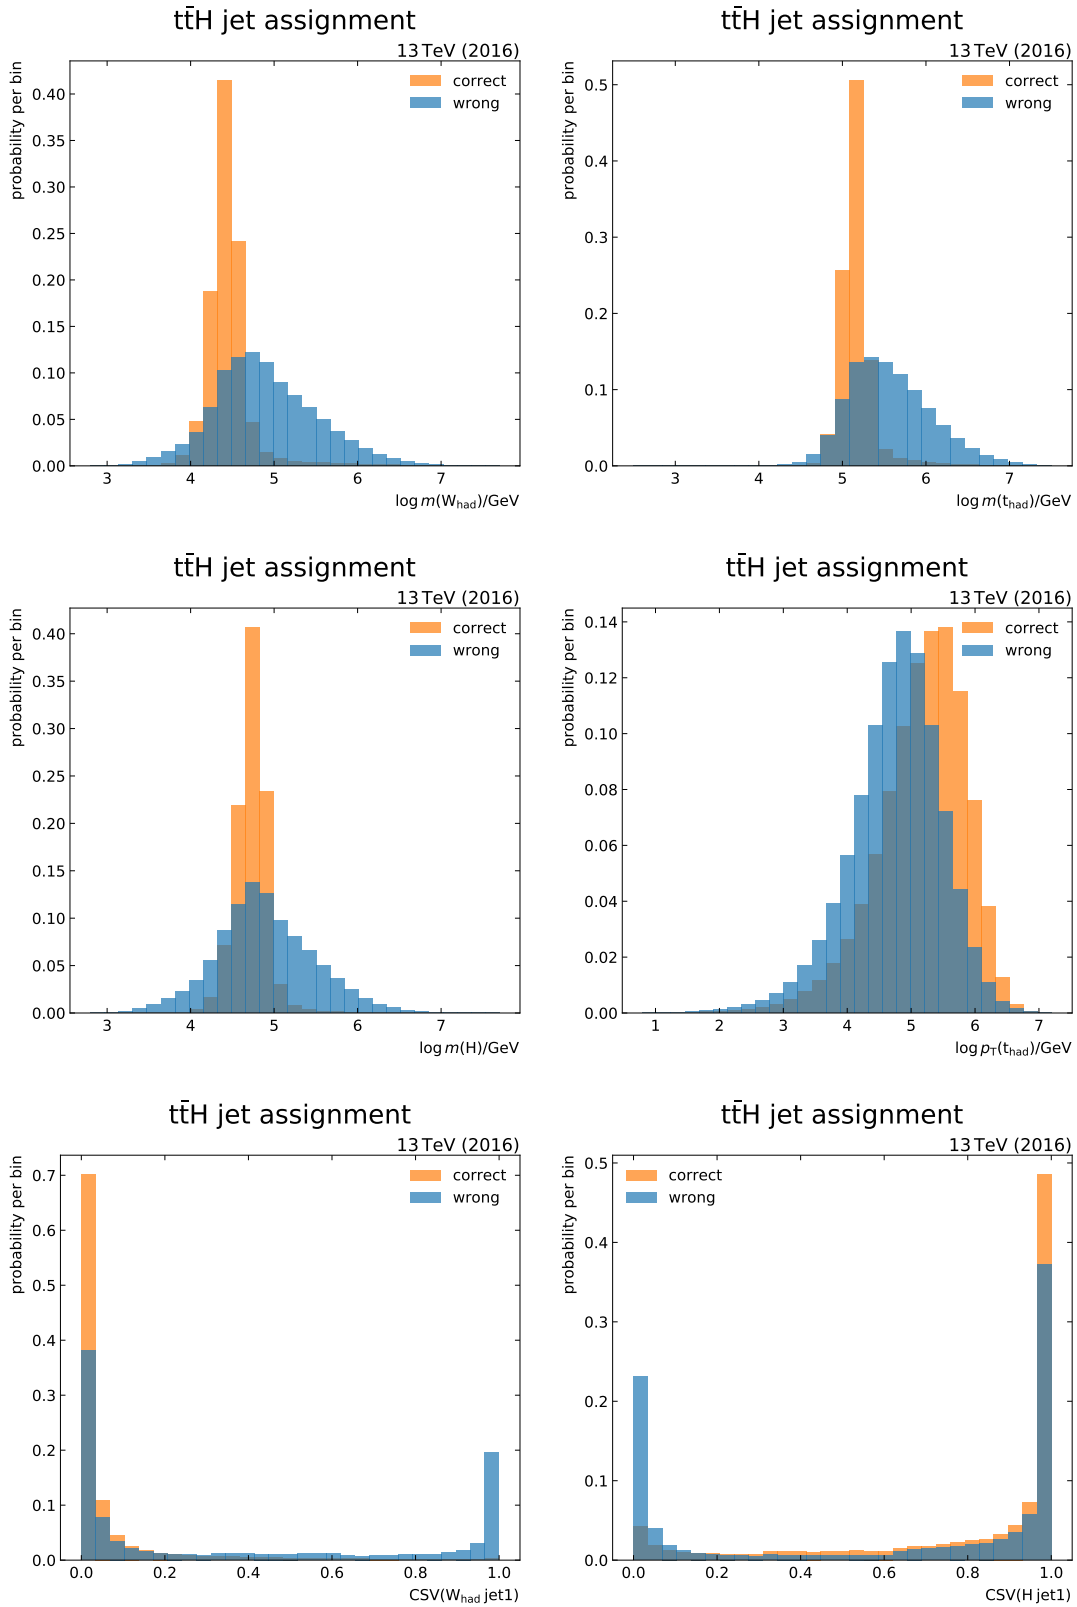 tt̄H jet assignment
13 TeV (2016)
probability per bin
correct
wrong
0.40
0.35
0.30
0.25
0.20
0.15
0.10
0.05
0.00
3 4 5 6 7
log m(W_had)/GeV
tt̄H jet assignment
13 TeV (2016)
probability per bin
correct
wrong
0.5
0.4
0.3
0.2
0.1
0.0
3 4 5 6 7
log m(t_had)/GeV
tt̄H jet assignment
13 TeV (2016)
probability per bin
correct
wrong
0.40
0.35
0.30
0.25
0.20
0.15
0.10
0.05
0.00
3 4 5 6 7
log m(H)/GeV
tt̄H jet assignment
13 TeV (2016)
probability per bin
correct
wrong
0.14
0.12
0.10
0.08
0.06
0.04
0.02
0.00
1 2 3 4 5 6 7
log p_T(t_had)/GeV
tt̄H jet assignment
13 TeV (2016)
probability per bin
correct
wrong
0.7
0.6
0.5
0.4
0.3
0.2
0.1
0.0
0.0 0.2 0.4 0.6 0.8 1.0
CSV(W_had jet1)
tt̄H jet assignment
13 TeV (2016)
probability per bin
correct
wrong
0.5
0.4
0.3
0.2
0.1
0.0
0.0 0.2 0.4 0.6 0.8 1.0
CSV(H jet1)